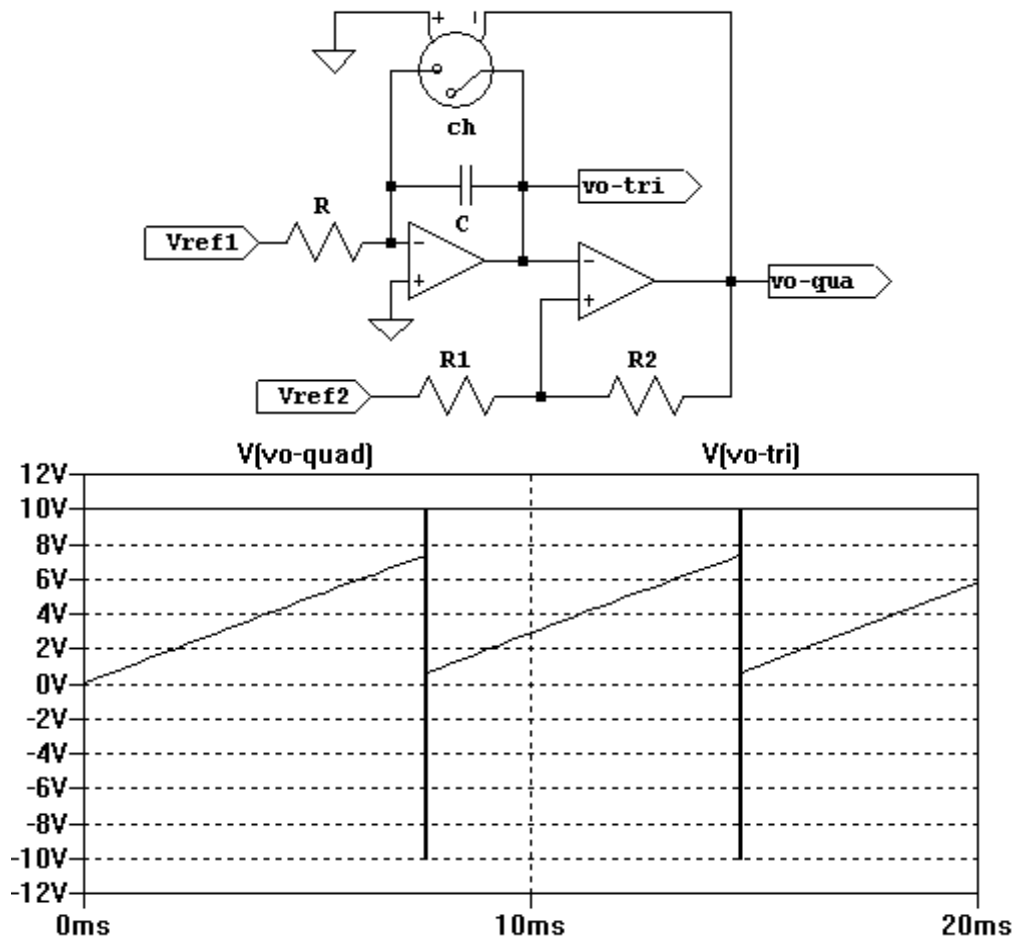 + -
ch
vo-tri
R
C
Vref1
-
+
-
+
vo-qua
R1
R2
Vref2
V(vo-quad) V(vo-tri)
12V
10V
8V
6V
4V
2V
0V
-2V
-4V
-6V
-8V
-10V
-12V
0ms 10ms 20ms